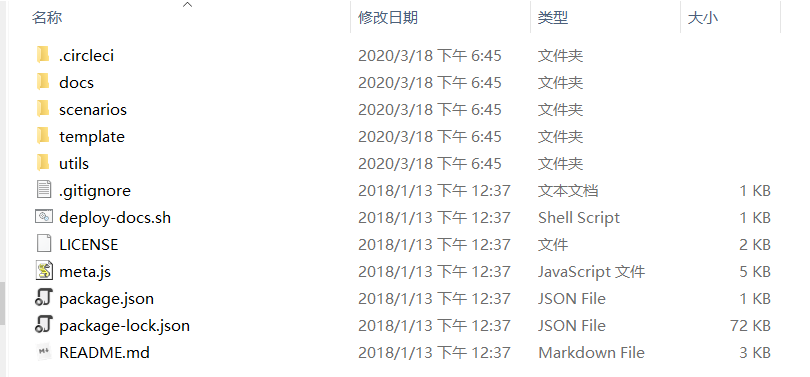 名称 修改日期 类型 大小
.circleci 2020/3/18 下午 6:45 文件夹
docs 2020/3/18 下午 6:45 文件夹
scenarios 2020/3/18 下午 6:45 文件夹
template 2020/3/18 下午 6:45 文件夹
utils 2020/3/18 下午 6:45 文件夹
.gitignore 2018/1/13 下午 12:37 文本文档 1 KB
deploy-docs.sh 2018/1/13 下午 12:37 Shell Script 1 KB
LICENSE 2018/1/13 下午 12:37 文件 2 KB
meta.js 2018/1/13 下午 12:37 JavaScript 文件 5 KB
package.json 2018/1/13 下午 12:37 JSON File 1 KB
package-lock.json 2018/1/13 下午 12:37 JSON File 72 KB
README.md 2018/1/13 下午 12:37 Markdown File 3 KB